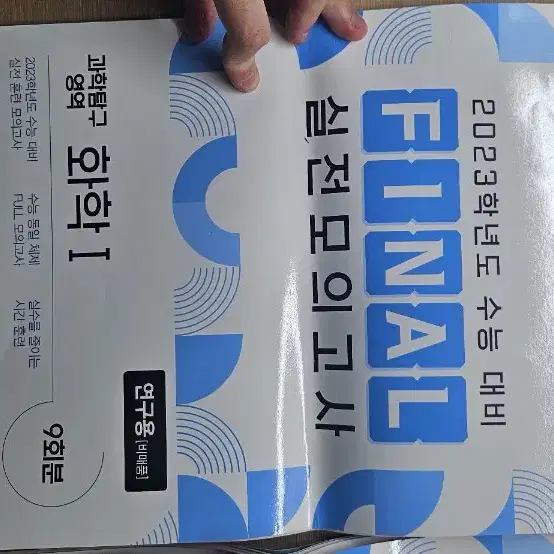 2023학년도 수능 대비
FINAL
실전모의고사
과학탐구
영역
화학 I
2023학년도 수능 대비
실전 훈련 모의고사
수능 동일 체제
FULL 모의고사
실수를 줄이는
시간 훈련
연구용 [비매품]
9회분